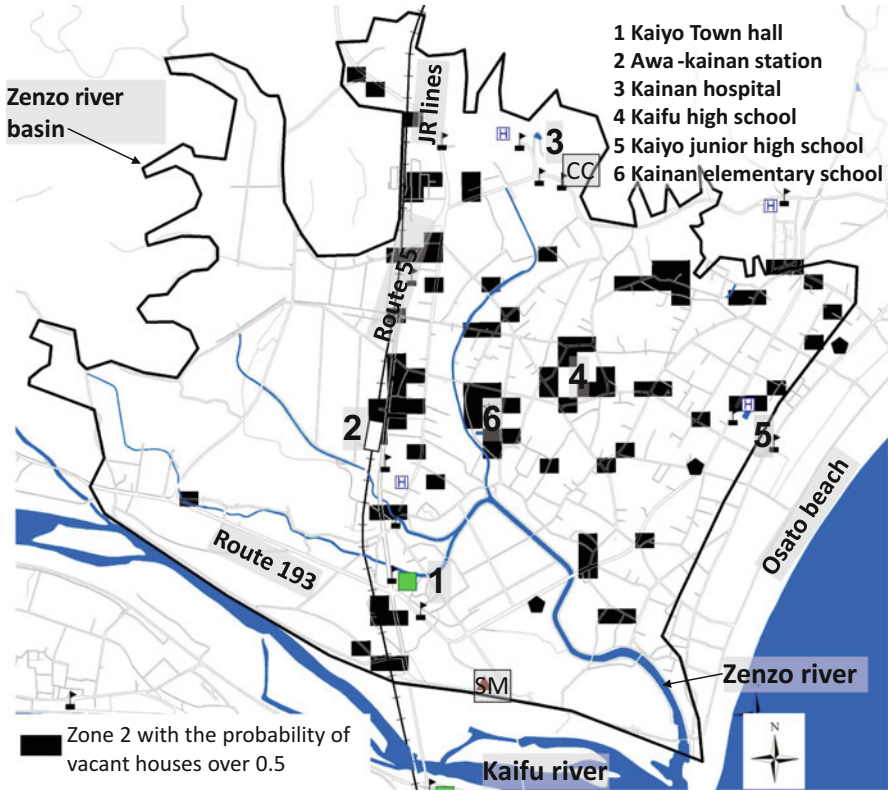 1 Kaiyo Town hall
2 Awa -kainan station
3 Kainan hospital
4 Kaifu high school
5 Kaiyo junior high school
6 Kainan elementary school
Zenzo river
basin
JR lines
H
3
CC
H
Route 55
4
2
6
H
5
H
Osato beach
Route 193
1
SM
Zenzo river
N
Zone 2 with the probability of
vacant houses over 0.5
Kaifu river